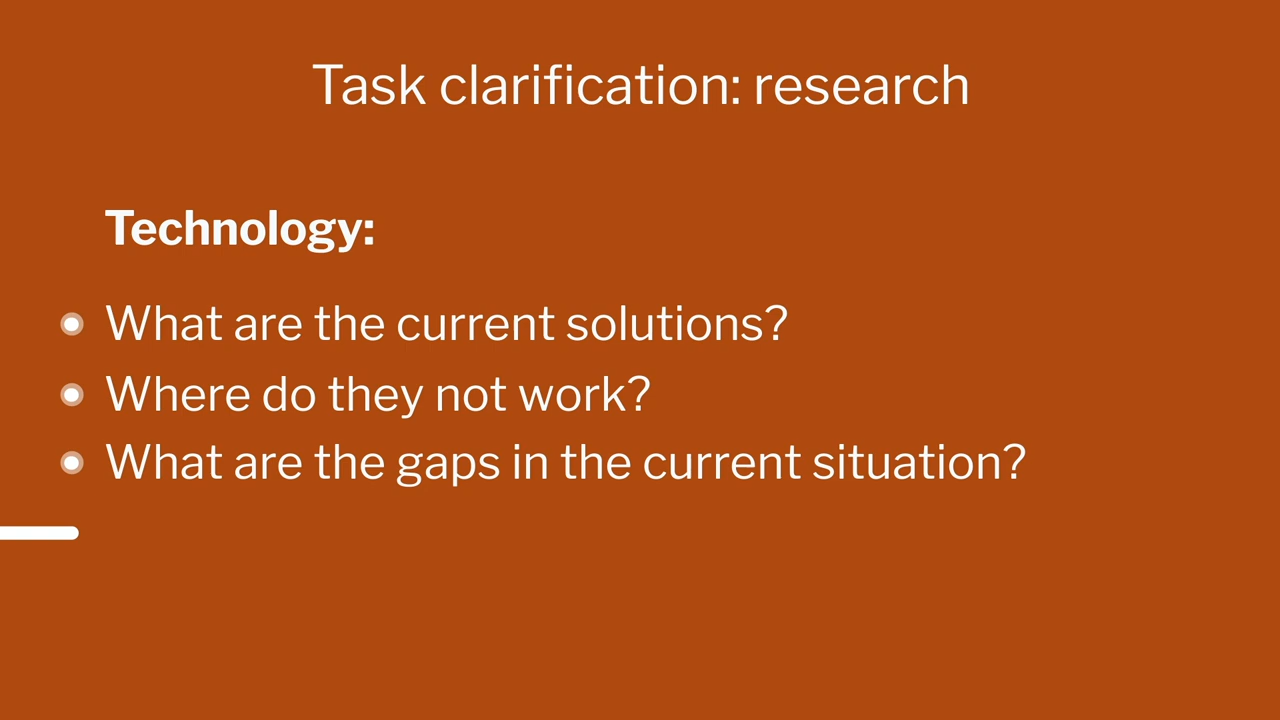 Task clarification: research
Technology:
What are the current solutions?
Where do they not work?
What are the gaps in the current situation?